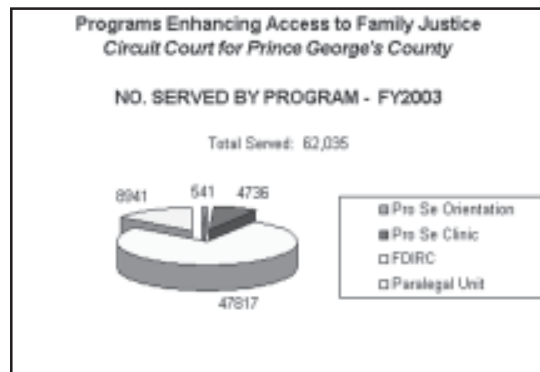 Programs Enhancing Access to Family Justice
Circuit Court for Prince George's County
NO. SERVED BY PROGRAM - FY2003
Total Served: 62,035
8941
541
4736
47817
Pro Se Orientation
Pro Se Clinic
FDIRC
Paralegal Unit